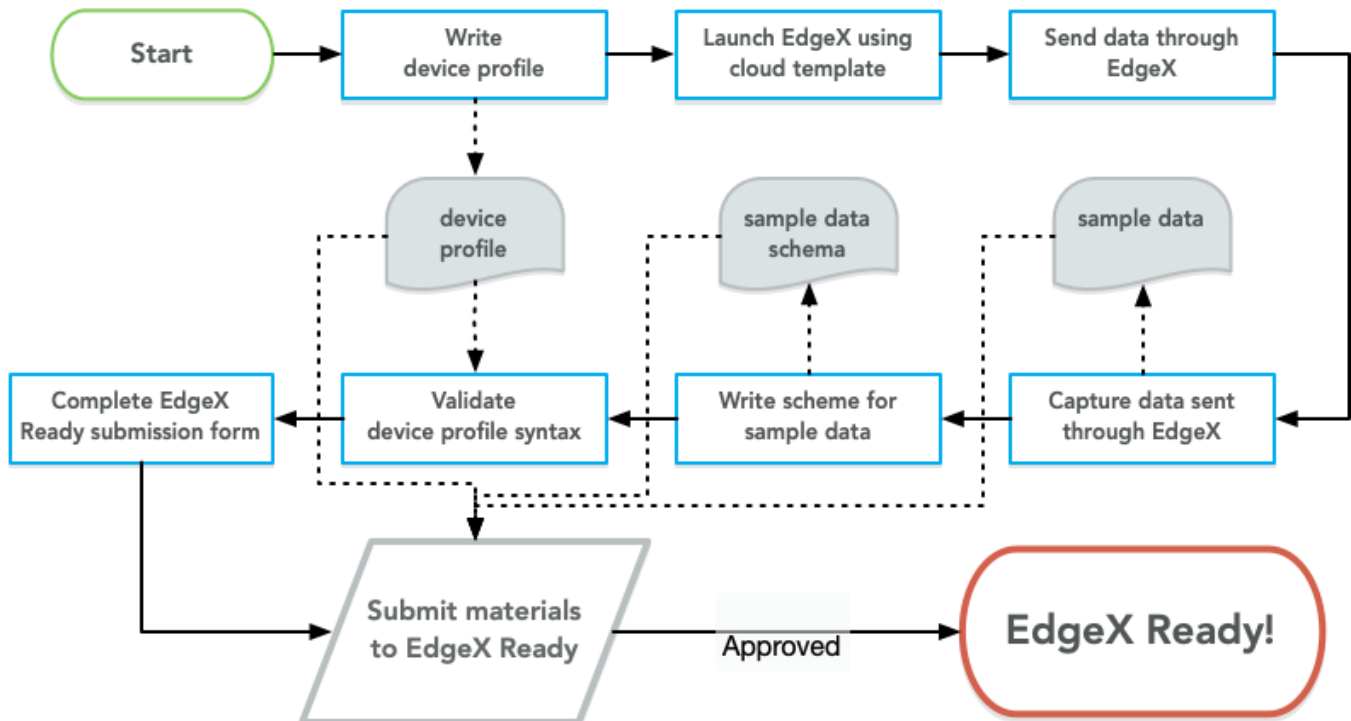 Start
Write
device profile
Launch EdgeX using
cloud template
Send data through
EdgeX
device
profile
sample data
schema
sample data
Complete EdgeX
Ready submission form
Validate
device profile syntax
Write scheme for
sample data
Capture data sent
through EdgeX
Submit materials
to EdgeX Ready
Approved
EdgeX Ready!